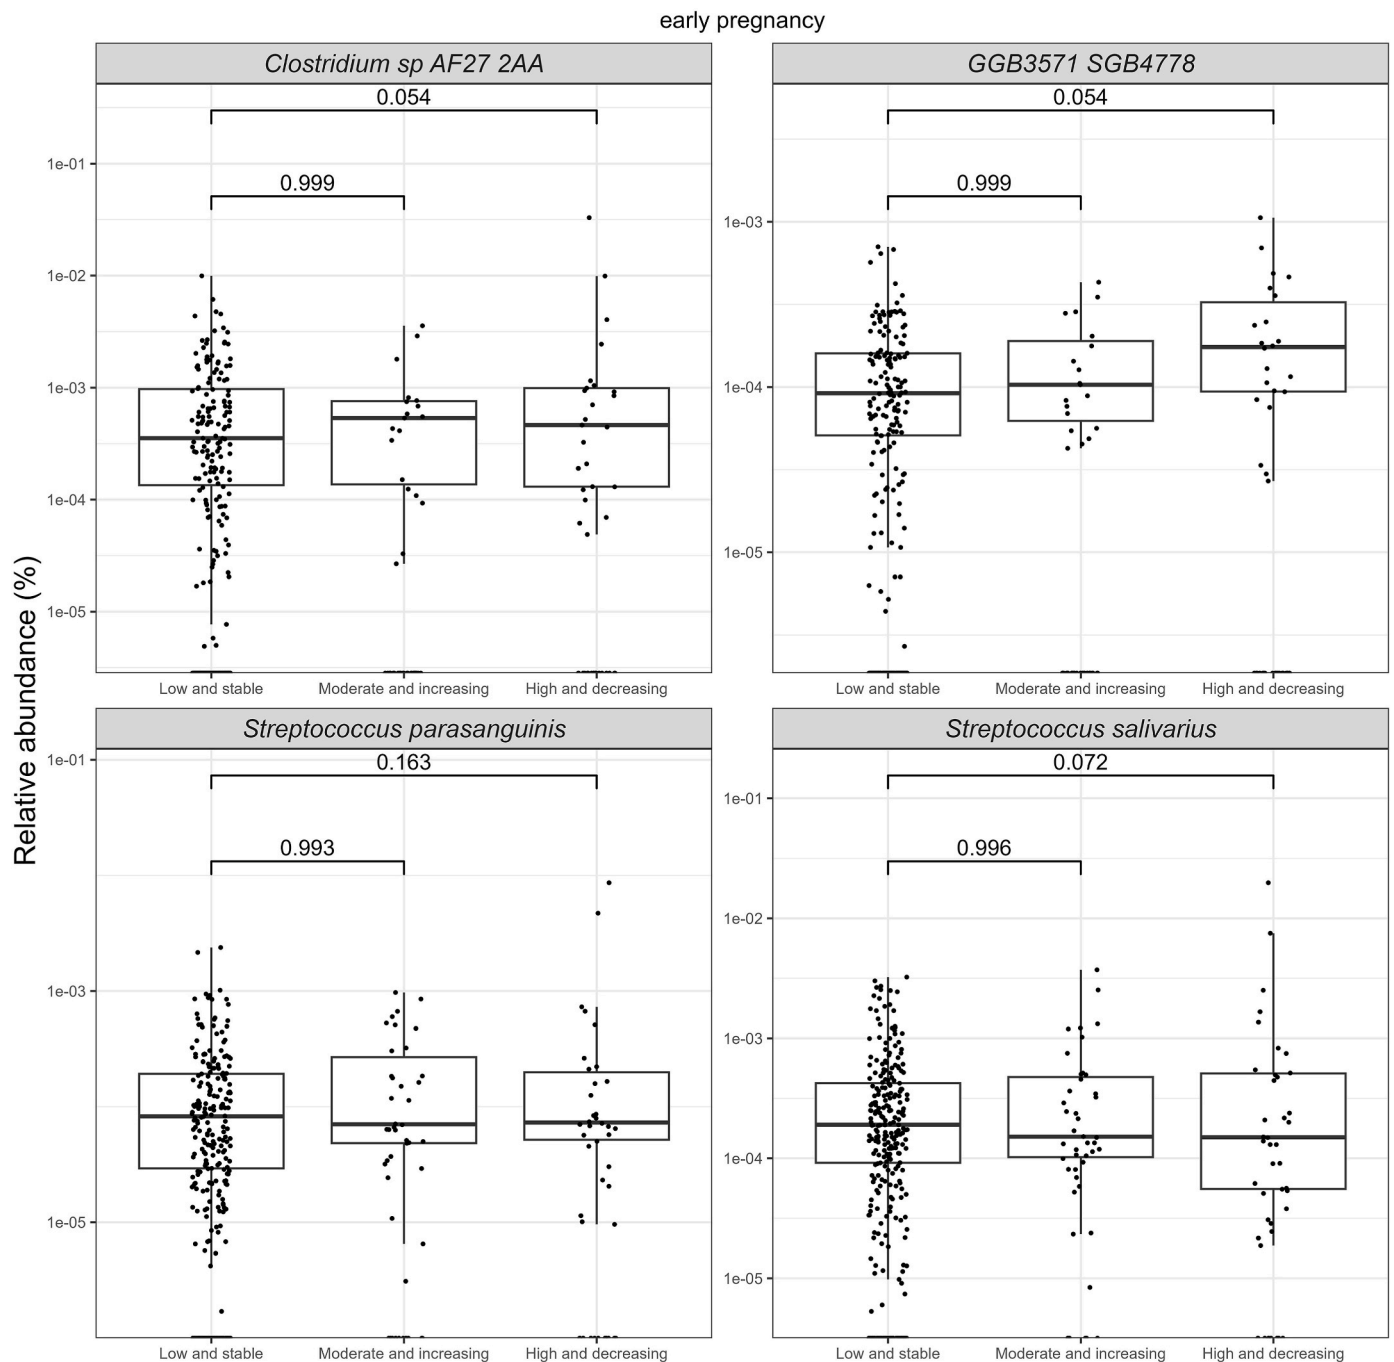 early pregnancy
Relative abundance (%)
Clostridium sp AF27 2AA
0.054
0.999
1e-01
1e-02
1e-03
1e-04
1e-05
Low and stable
Moderate and increasing
High and decreasing
GGB3571 SGB4778
0.054
0.999
1e-03
1e-04
1e-05
Low and stable
Moderate and increasing
High and decreasing
Streptococcus parasanguinis
0.163
0.993
1e-01
1e-03
1e-05
Low and stable
Moderate and increasing
High and decreasing
Streptococcus salivarius
0.072
0.996
1e-01
1e-02
1e-03
1e-04
1e-05
Low and stable
Moderate and increasing
High and decreasing